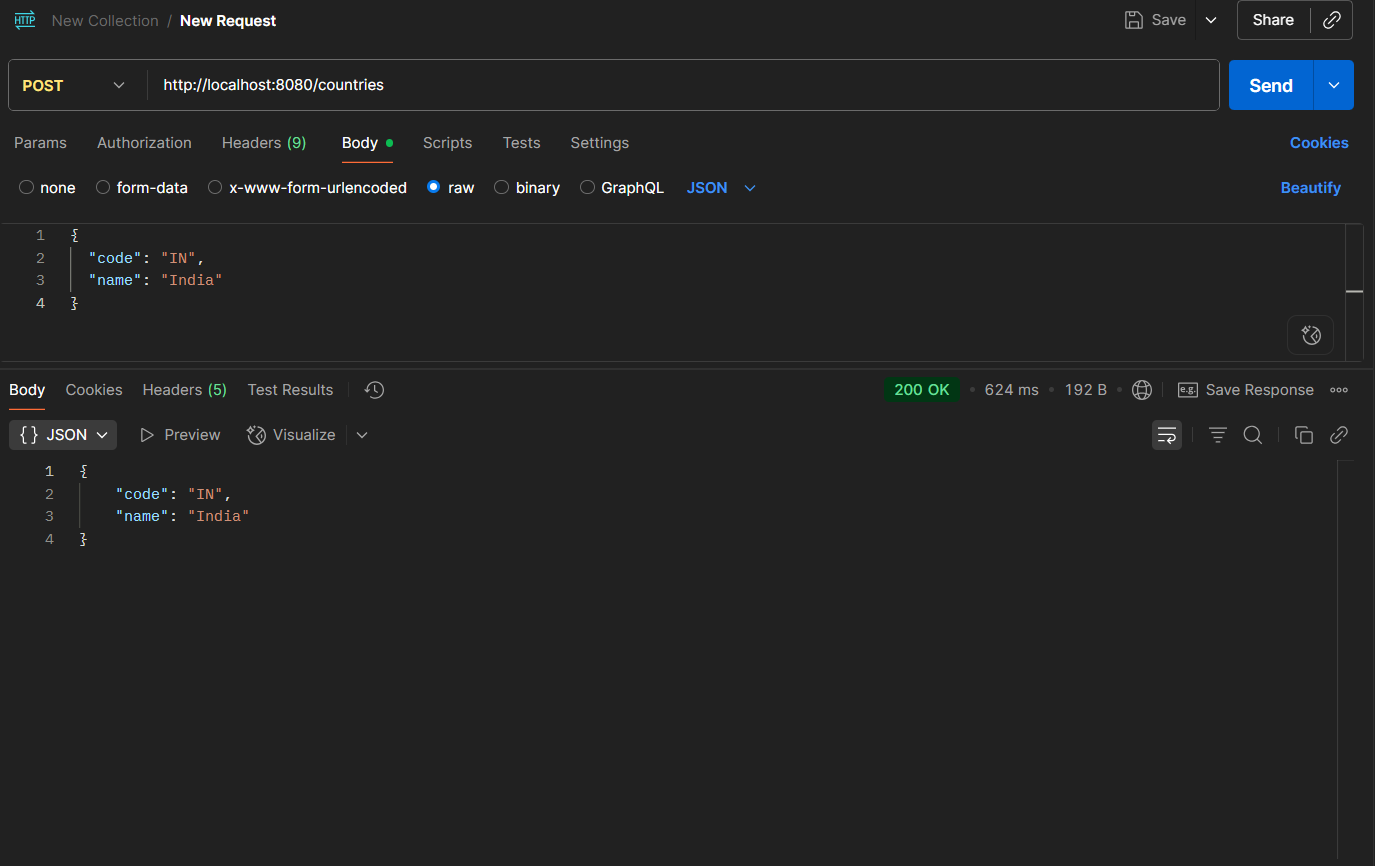 HTTP New Collection / New Request Save Share
POST http://localhost:8080/countries Send
Params Authorization Headers (9) Body Scripts Tests Settings Cookies
none form-data x-www-form-urlencoded raw binary GraphQL JSON Beautify
1 {
2 "code": "IN",
3 "name": "India"
4 }
Body Cookies Headers (5) Test Results 200 OK • 624 ms • 192 B • e.g. Save Response
{} JSON Preview Visualize
1 {
2 "code": "IN",
3 "name": "India"
4 }